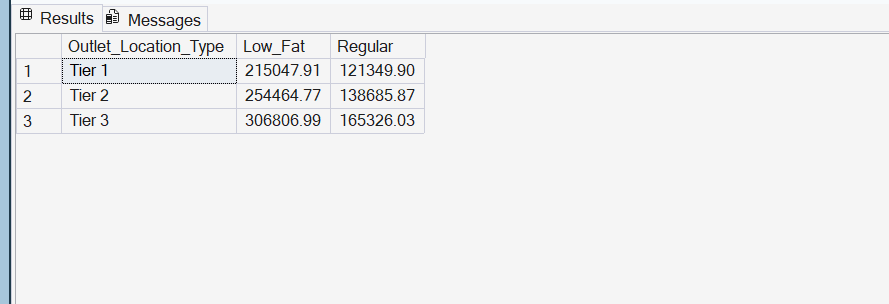 Results Messages
Outlet_Location_Type Low_Fat Regular
1 Tier 1 215047.91 121349.90
2 Tier 2 254464.77 138685.87
3 Tier 3 306806.99 165326.03